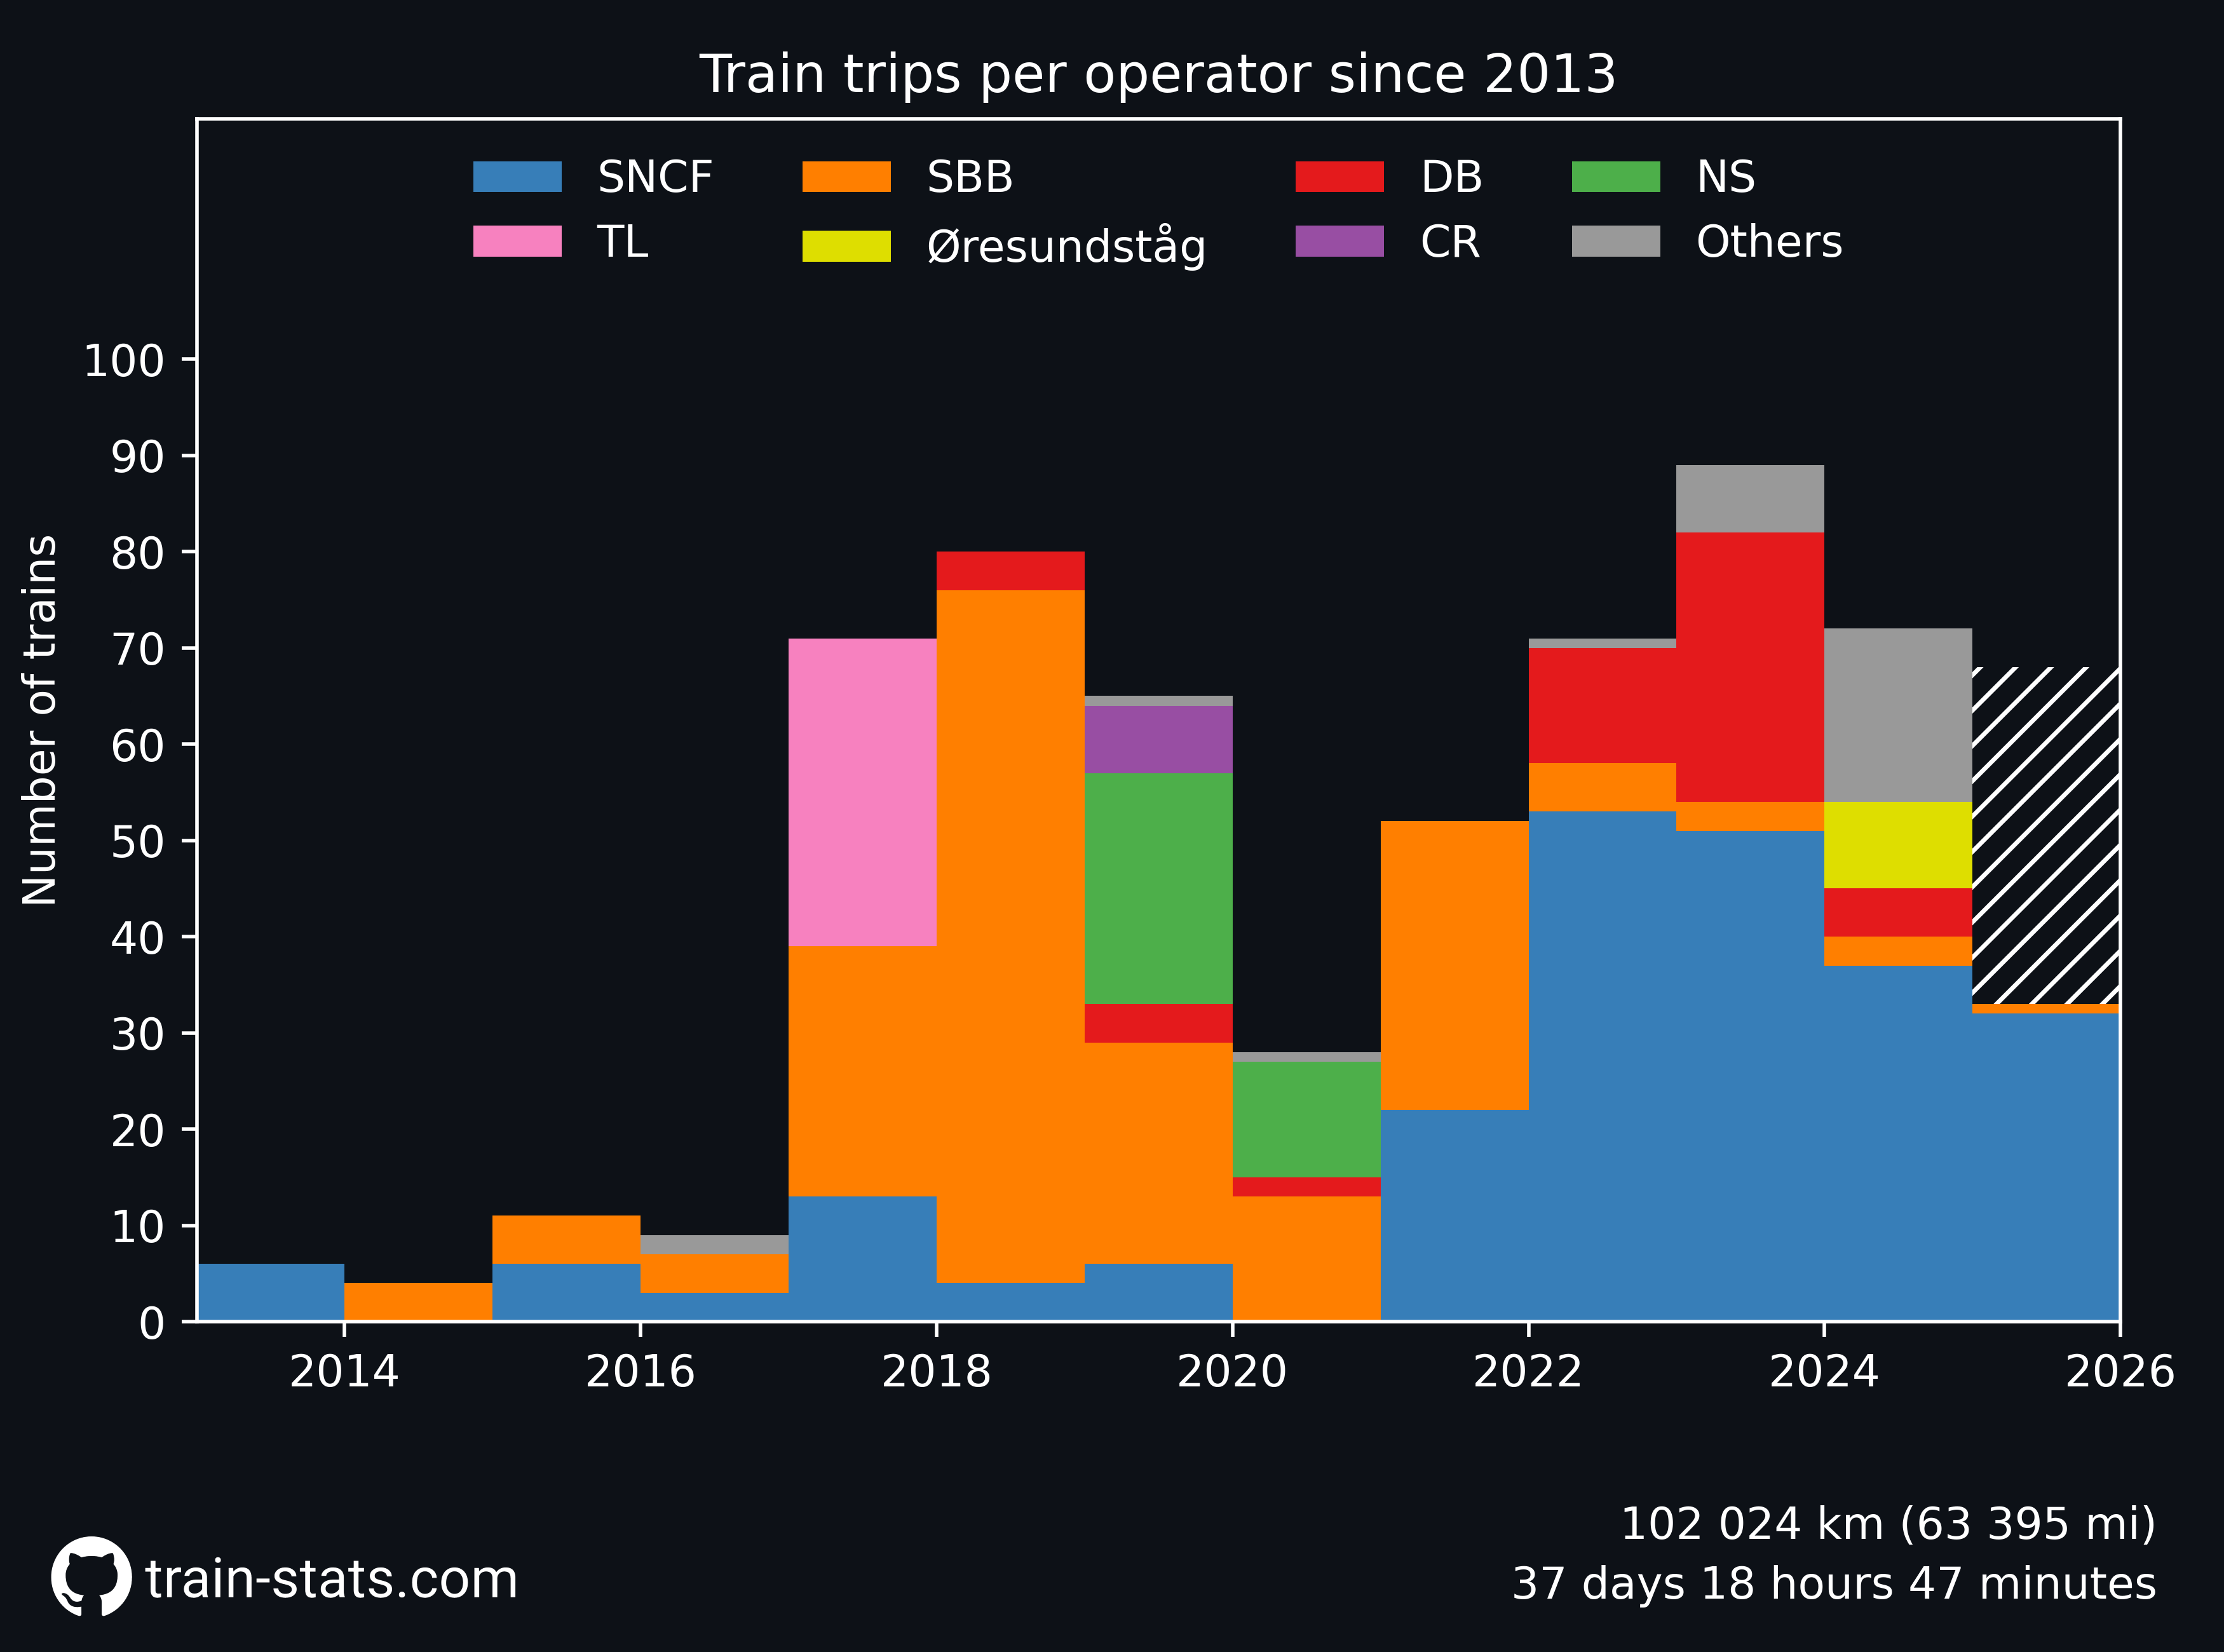 Train trips per operator since 2013
SNCF SBB DB NS
TL Øresundståg CR Others
Number of trains
100
90
80
70
60
50
40
30
20
10
0
2014 2016 2018 2020 2022 2024 2026
102 024 km (63 395 mi)
train-stats.com
37 days 18 hours 47 minutes